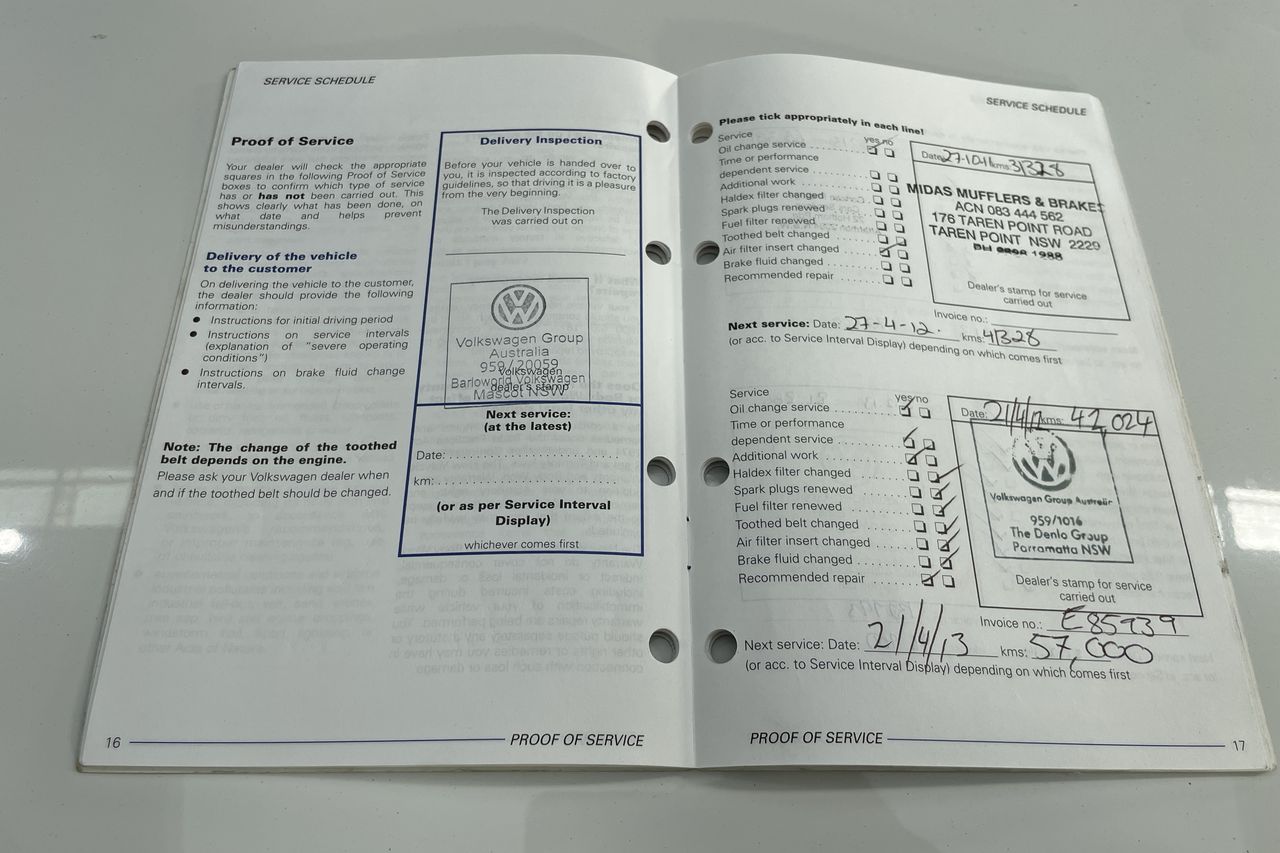 SERVICE SCHEDULE
Proof of Service
Your dealer will check the appropriate
squares in the following Proof of Service
boxes to confirm which type of service
has or has not been carried out. This
shows clearly what has been done, on
what date and helps prevent
misunderstandings.
Delivery of the vehicle
to the customer
On delivering the vehicle to the customer,
the dealer should provide the following
information:
● Instructions for initial driving period
● Instructions on service intervals
(explanation of "severe operating
conditions")
● Instructions on brake fluid change
intervals.
Note: The change of the toothed
belt depends on the engine.
Please ask your Volkswagen dealer when
and if the toothed belt should be changed.
Delivery Inspection
Before your vehicle is handed over to
you, it is inspected according to factory
guidelines, so that driving it is a pleasure
from the very beginning.
The Delivery Inspection
was carried out on
Volkswagen Group
Australia
959/20059
Volkswagen
Barloworld Volkswagen
dealer's stamp
Mascot NSW
Next service:
(at the latest)
Date:
km:
(or as per Service Interval
Display)
whichever comes first
16 PROOF OF SERVICE
SERVICE SCHEDULE
Please tick appropriately in each line!
Service yes no
Oil change service
Time or performance
dependent service
Additional work
Haldex filter changed
Spark plugs renewed
Fuel filter renewed
Toothed belt changed
Air filter insert changed
Brake fluid changed
Recommended repair
Date: kms: 31328
MIDAS MUFFLERS & BRAKES
ACN 083 444 562
176 TAREN POINT ROAD
TAREN POINT NSW 2229
1988
Dealer's stamp for service
carried out
Invoice no.:
Next service: Date: 27-4-12. kms: 41328
(or acc. to Service Interval Display) depending on which comes first
Service yes no
Oil change service
Time or performance
dependent service
Additional work
Haldex filter changed
Spark plugs renewed
Fuel filter renewed
Toothed belt changed
Air filter insert changed
Brake fluid changed
Recommended repair
Date: 21/4/12 kms: 42,024
Volkswagen Group Australia
959/1016
The Denlo Group
Parramatta NSW
Dealer's stamp for service
carried out
Invoice no.: E85939
Next service: Date: 21/4/13 kms: 57,000
(or acc. to Service Interval Display) depending on which comes first
PROOF OF SERVICE 17